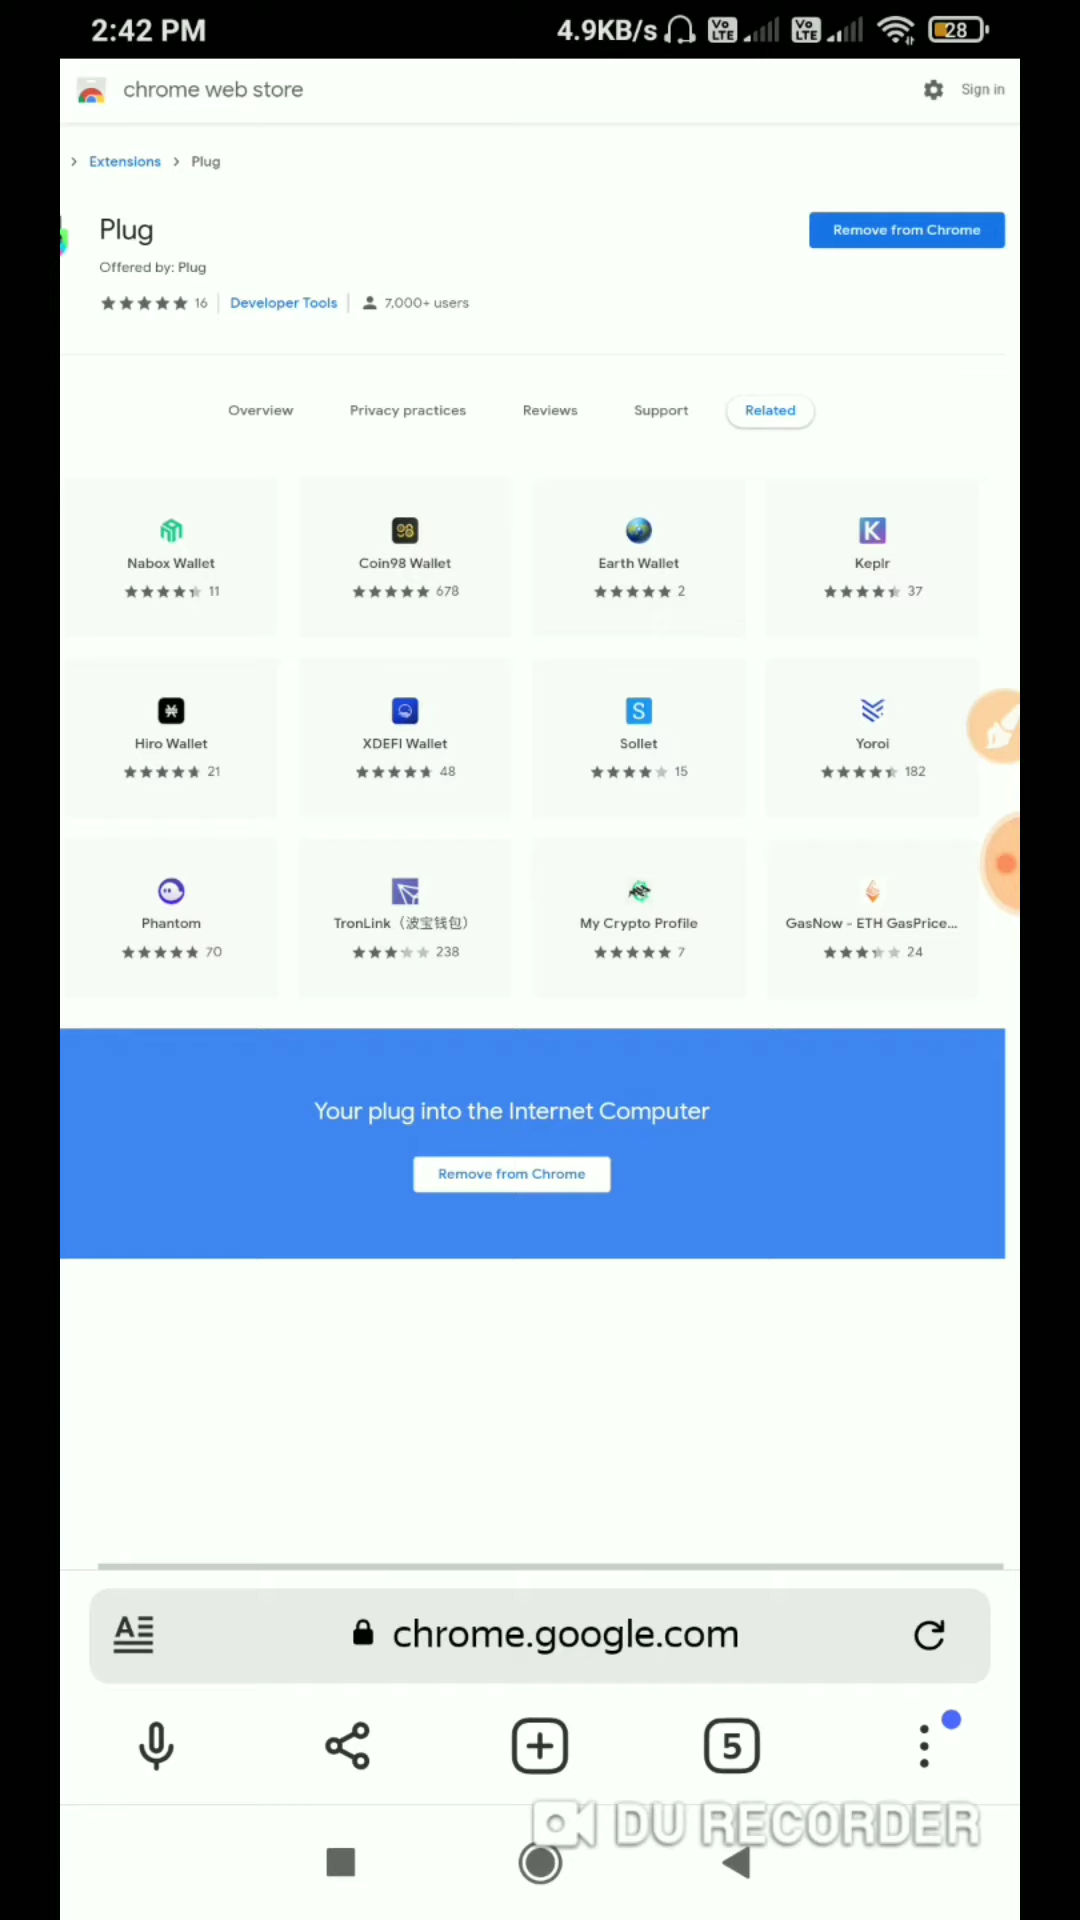 2:42 PM 4.9KB/s Vo LTE Vo LTE 28
chrome web store Sign in
Extensions Plug
Plug Remove from Chrome
Offered by: Plug
16 Developer Tools 7,000+ users
Overview Privacy practices Reviews Support Related
Nabox Wallet Coin98 Wallet Earth Wallet Keplr
11 678 2 37
Hiro Wallet XDEFI Wallet Sollet Yoroi
21 48 15 182
Phantom TronLink（波宝钱包） My Crypto Profile GasNow - ETH GasPrice...
70 238 7 24
Your plug into the Internet Computer
Remove from Chrome
chrome.google.com
5
DU RECORDER